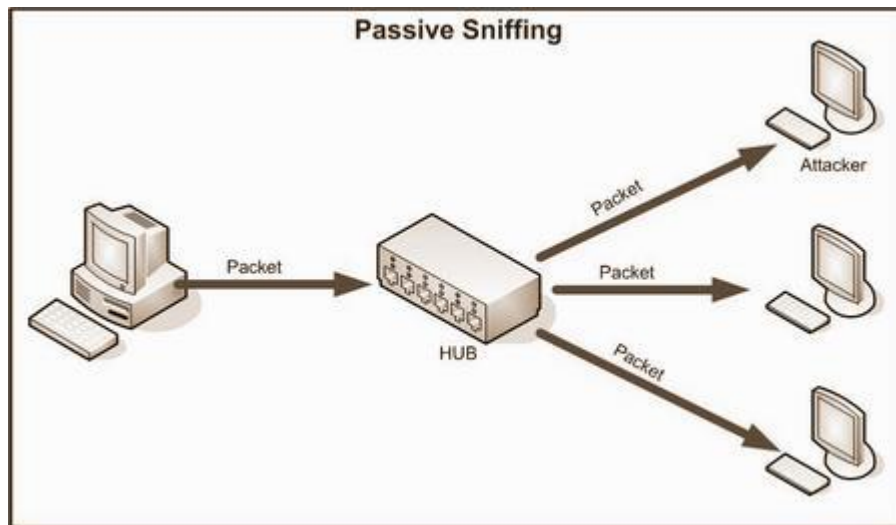 Passive Sniffing
Packet
Attacker
Packet
Packet
HUB
Packet